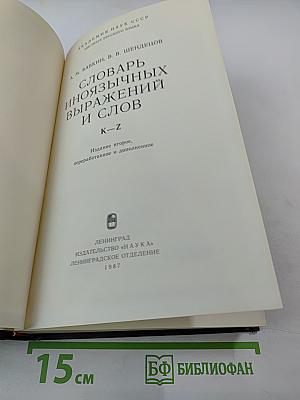 АКАДЕМИЯ НАУК СССР
А. М. БАБКИН, В. В. ШЕНДЕЦОВ
СЛОВАРЬ
ИНОЯЗЫЧНЫХ
ВЫРАЖЕНИЙ
И СЛОВ
K—Z
Издание второе,
переработанное и дополненное
ЛЕНИНГРАД
ИЗДАТЕЛЬСТВО «НАУКА»
ЛЕНИНГРАДСКОЕ ОТДЕЛЕНИЕ
1987
15 см
БФ БИБЛИОФАН